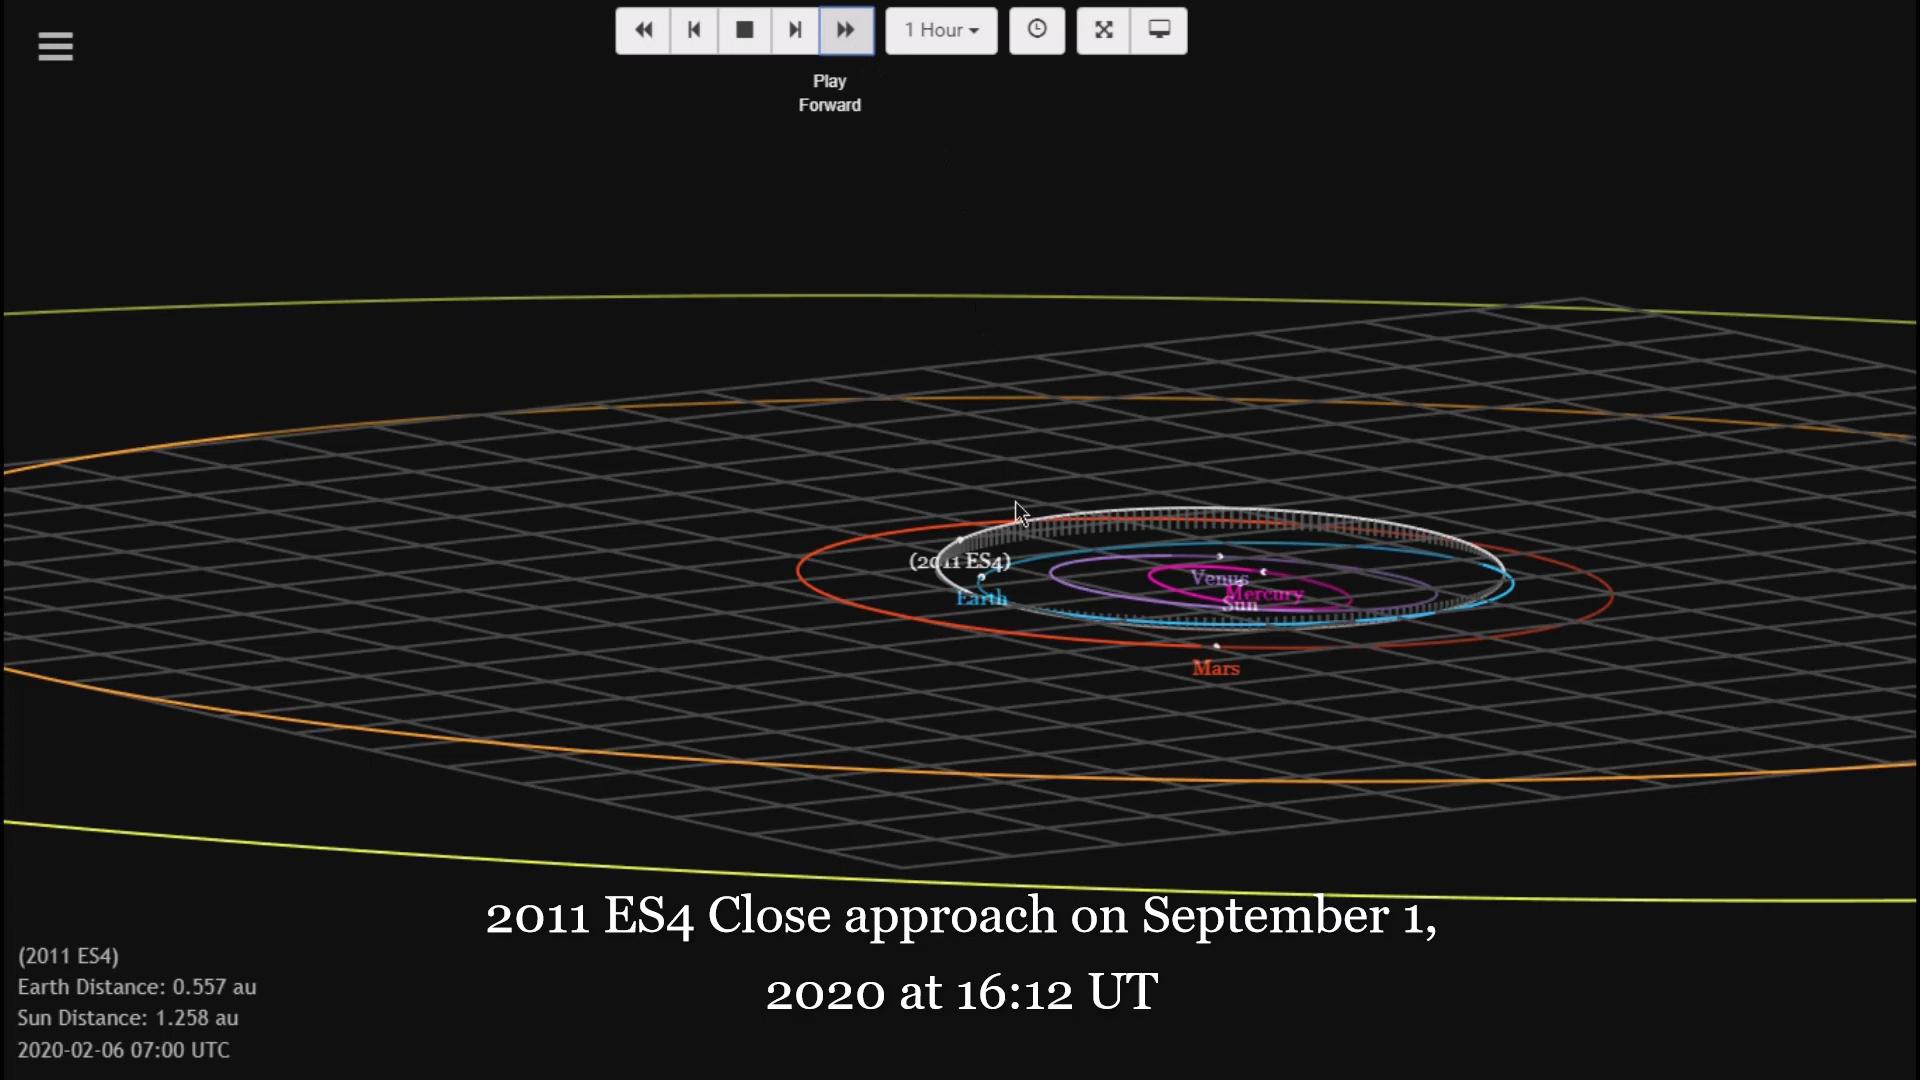 1 Hour
Play
Forward
(2011 ES4)
Earth
Venus
Mercury
Sun
Mars
2011 ES4 Close approach on September 1,
2020 at 16:12 UT
(2011 ES4)
Earth Distance: 0.557 au
Sun Distance: 1.258 au
2020-02-06 07:00 UTC